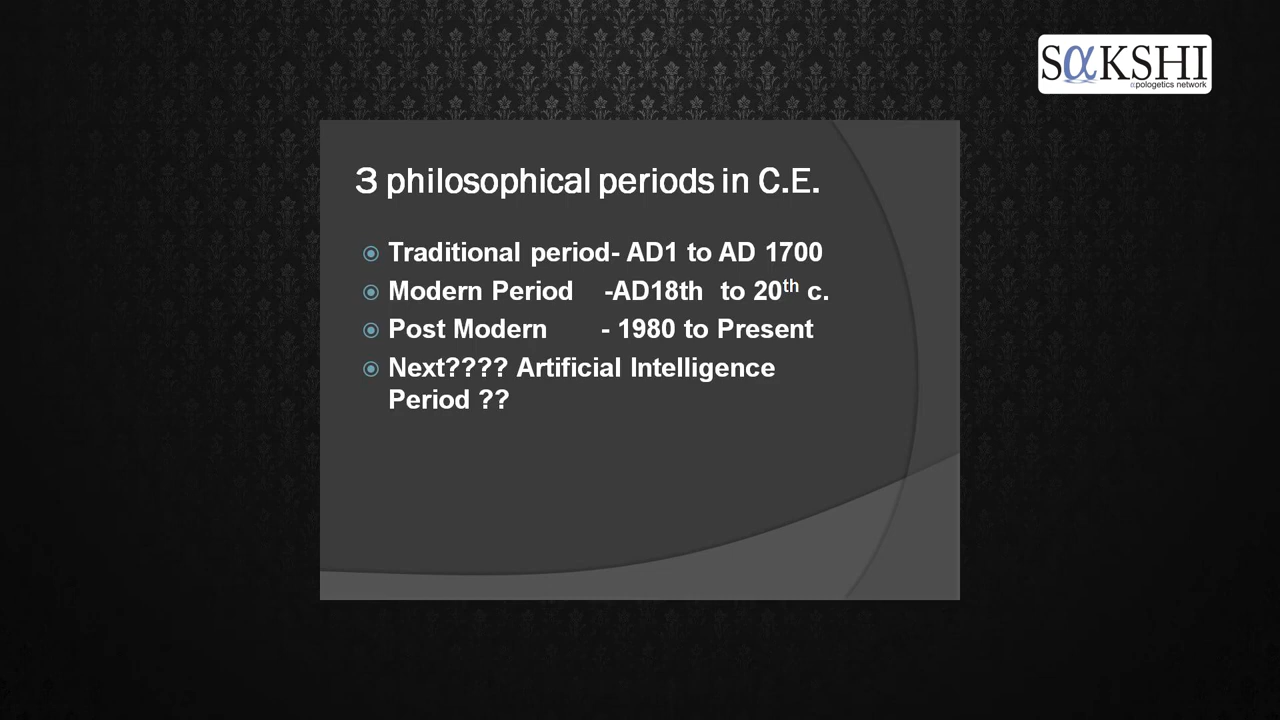 SαKSHI
αpologetics network
3 philosophical periods in C.E.
Traditional period- AD1 to AD 1700
Modern Period -AD18th to 20th c.
Post Modern - 1980 to Present
Next???? Artificial Intelligence
Period ??